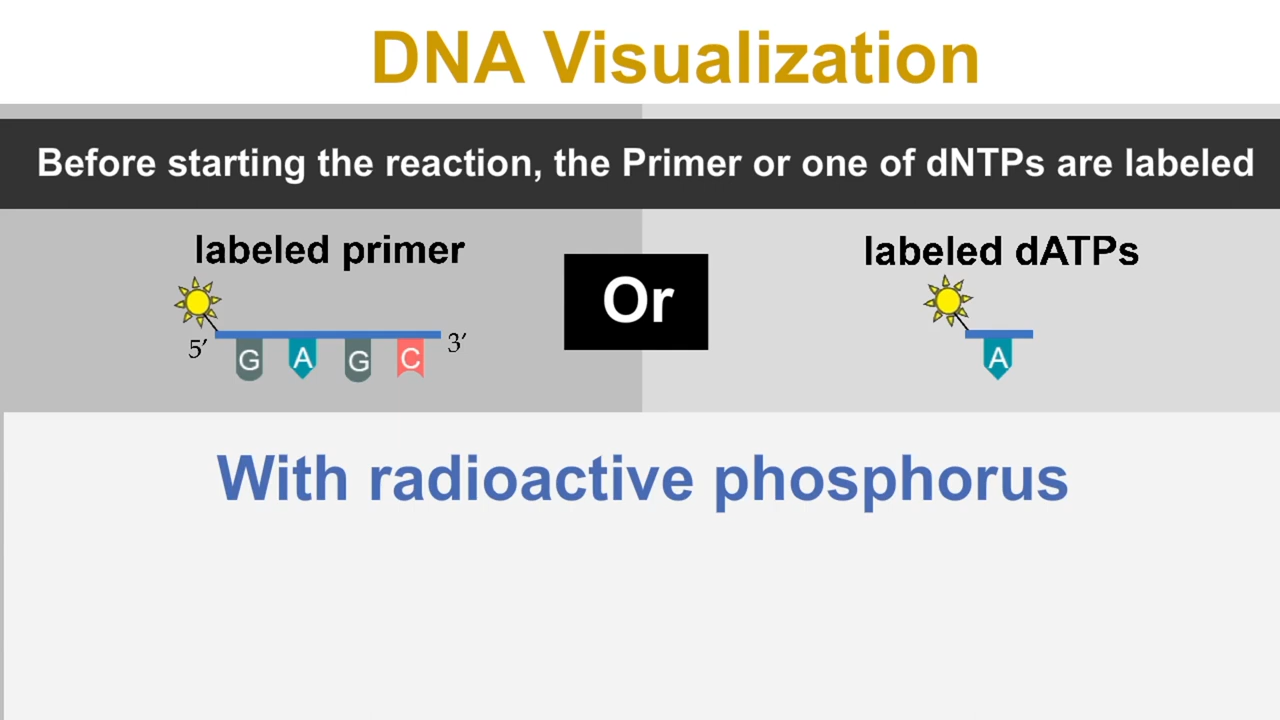 DNA Visualization
Before starting the reaction, the Primer or one of dNTPs are labeled
labeled primer
Or
labeled dATPs
5′
G A G C
3′
A
With radioactive phosphorus